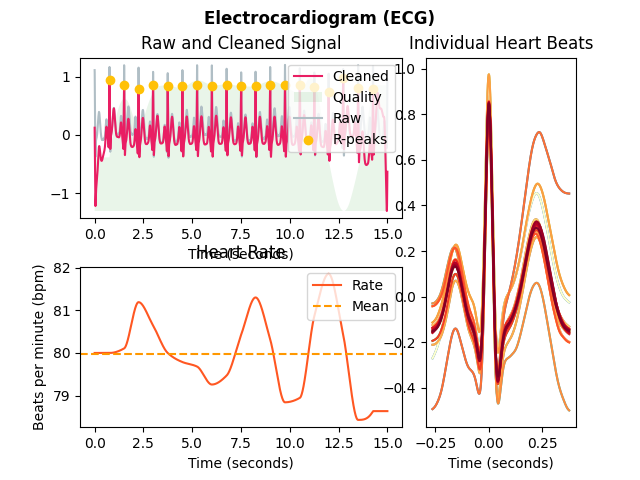 Electrocardiogram (ECG)
Raw and Cleaned Signal
Cleaned
Quality
Raw
R-peaks
1
0
−1
0.0 2.5 5.0 7.5 10.0 12.5 15.0
Time (seconds)
Heart Rate
Rate
Mean
Beats per minute (bpm)
82
81
80
79
0.0 2.5 5.0 7.5 10.0 12.5 15.0
Time (seconds)
Individual Heart Beats
1.0
0.8
0.6
0.4
0.2
0.0
−0.2
−0.4
−0.25 0.00 0.25
Time (seconds)